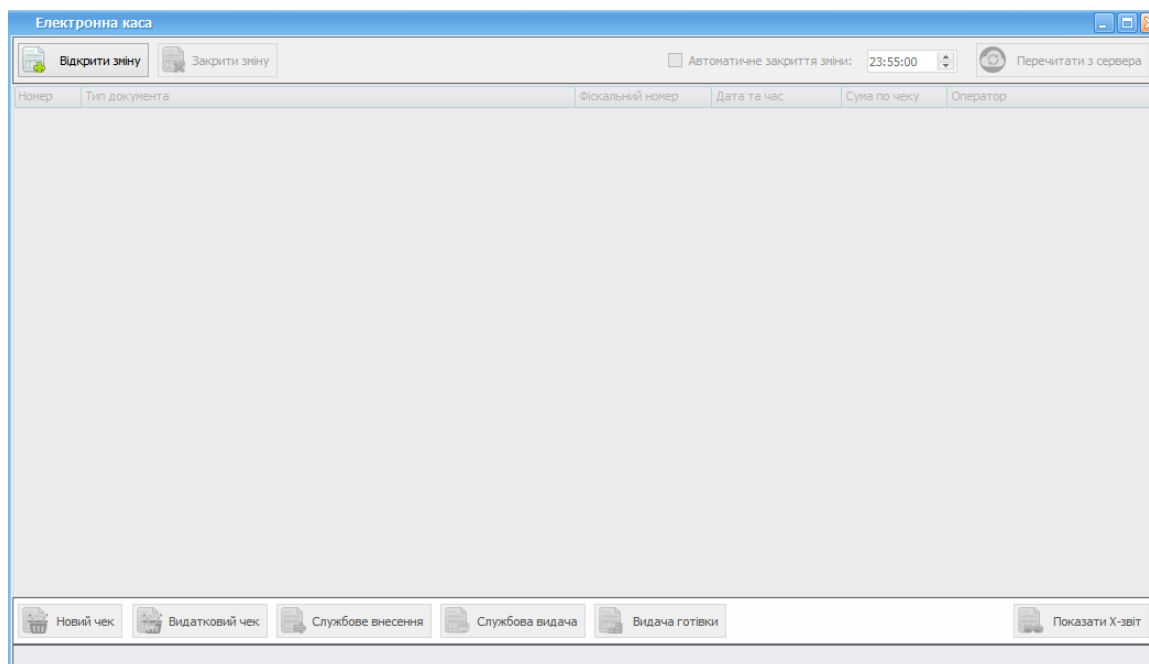 Електронна каса
Відкрити зміну Закрити зміну Автоматичне закриття зміни: 23:55:00 Перечитати з сервера
Номер Тип документа Фіскальний номер Дата та час Сума по чеку Оператор
Новий чек Видатковий чек Службове внесення Службова видача Видача готівки Показати X-звіт